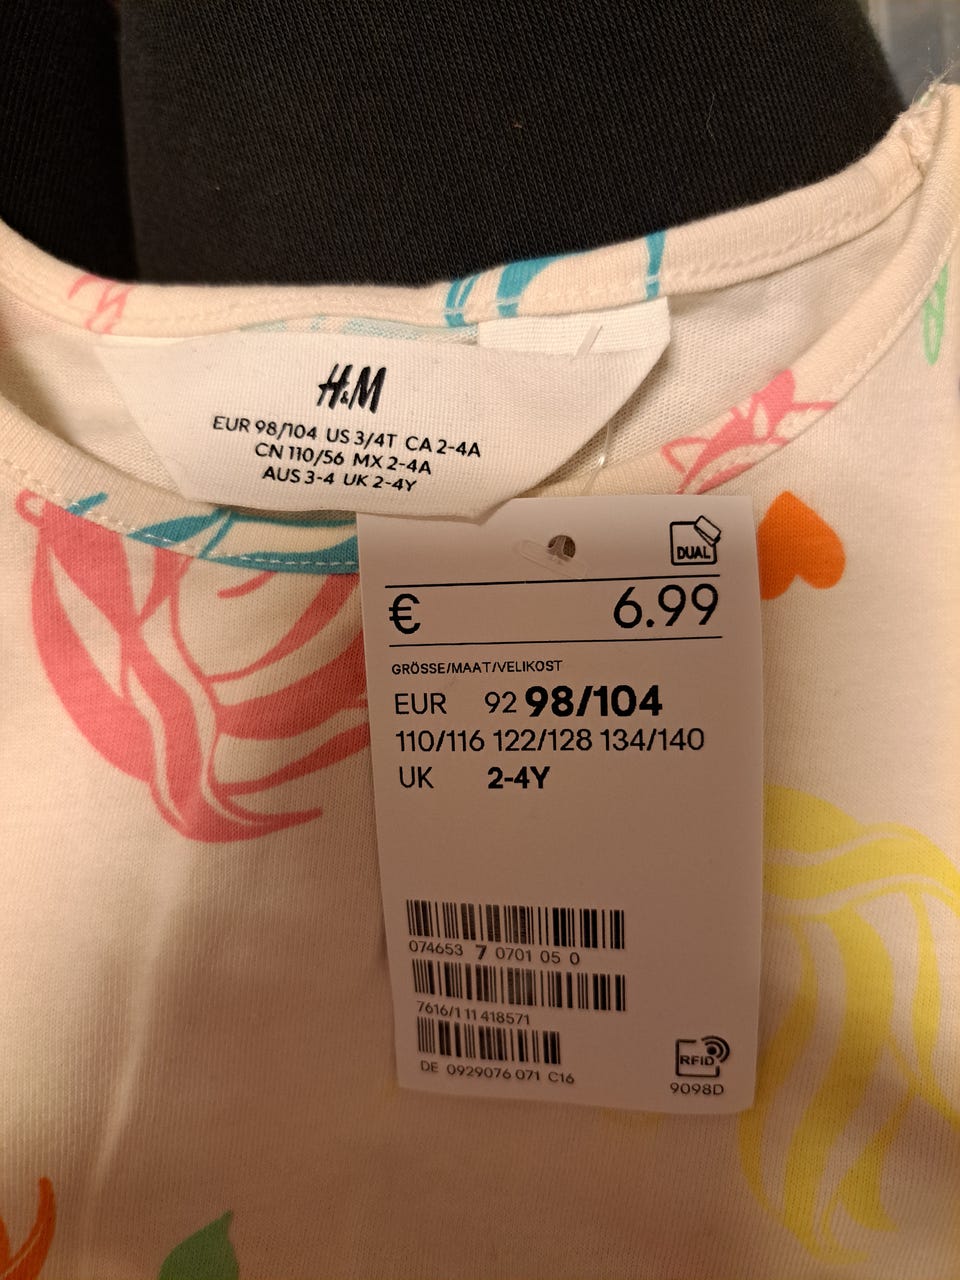 H&M
EUR 98/104 US 3/4T CA 2-4A
CN 110/56 MX 2-4A
AUS 3-4 UK 2-4Y
DUAL
€ 6.99
GRÖSSE/MAAT/VELIKOST
EUR 92 98/104
110/116 122/128 134/140
UK 2-4Y
074653 7 0701 05 0
7616/1 11 418571
DE 0929076 071 C16
RFID
9098D